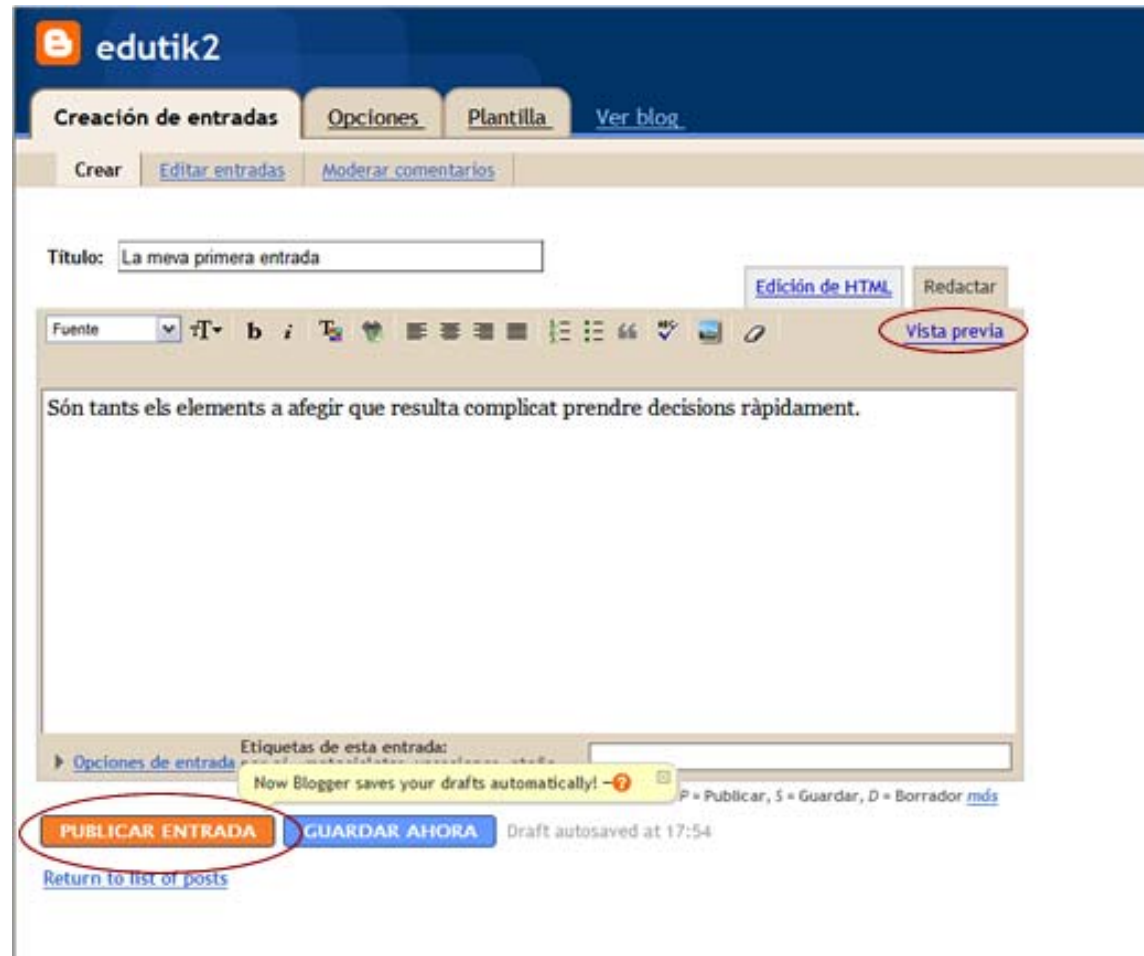 edutik2
Creación de entradas Opciones Plantilla Ver blog
Crear Editar entradas Moderar comentarios
Título: La meva primera entrada
Edición de HTML Redactar
Fuente Vista previa
Són tants els elements a afegir que resulta complicat prendre decisions ràpidament.
Etiquetas de esta entrada:
Opciones de entrada
Now Blogger saves your drafts automatically! –?
P = Publicar, S = Guardar, D = Borrador más
PUBLICAR ENTRADA GUARDAR AHORA Draft autosaved at 17:54
Return to list of posts